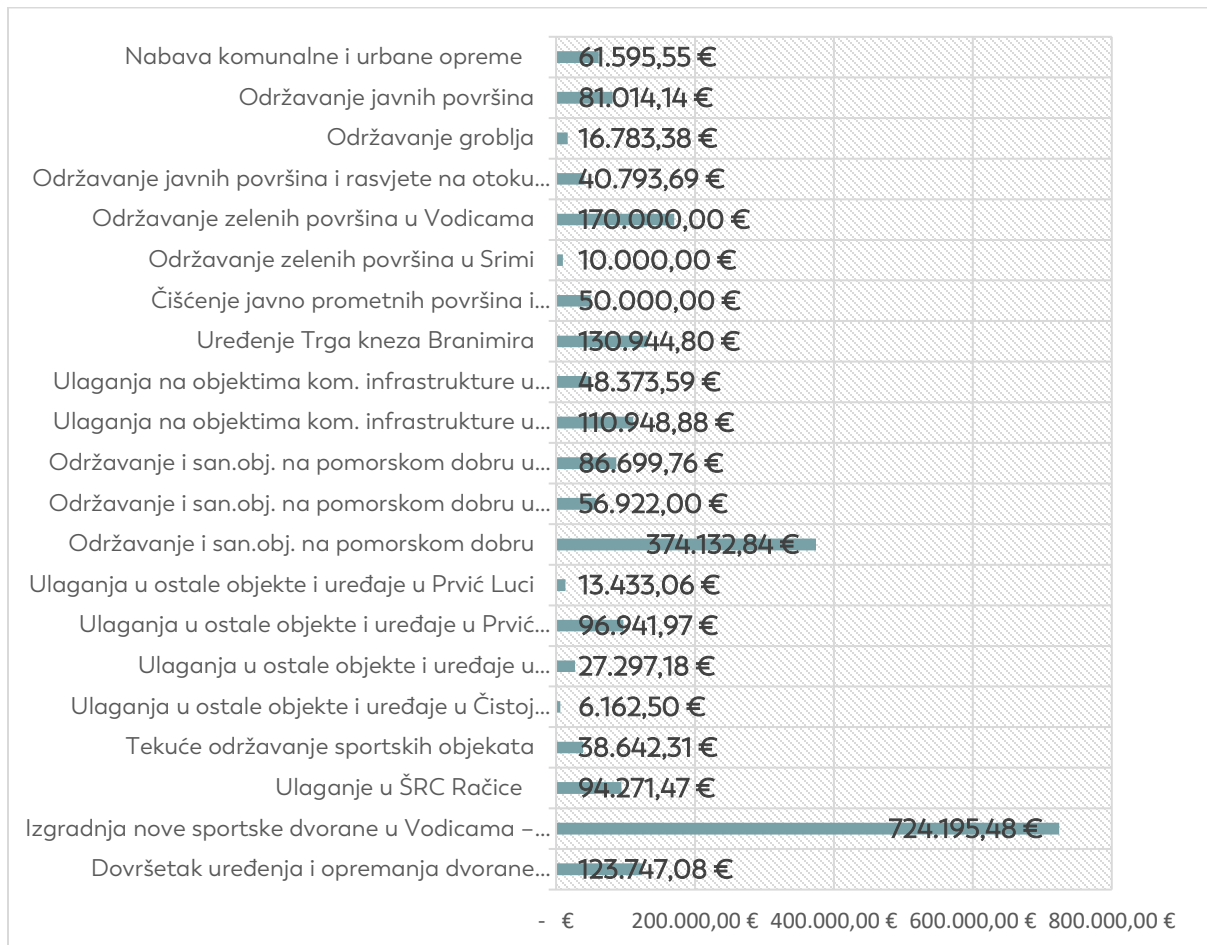 Nabava komunalne i urbane opreme 61.595,55 €
Održavanje javnih površina 81.014,14 €
Održavanje groblja 16.783,38 €
Održavanje javnih površina i rasvjete na otoku... 40.793,69 €
Održavanje zelenih površina u Vodicama 170.000,00 €
Održavanje zelenih površina u Srimi 10.000,00 €
Čišćenje javno prometnih površina i... 50.000,00 €
Uređenje Trga kneza Branimira 130.944,80 €
Ulaganja na objektima kom. infrastrukture u... 48.373,59 €
Ulaganja na objektima kom. infrastrukture u... 110.948,88 €
Održavanje i san.obj. na pomorskom dobru u... 86.699,76 €
Održavanje i san.obj. na pomorskom dobru u... 56.922,00 €
Održavanje i san.obj. na pomorskom dobru 374.132,84 €
Ulaganja u ostale objekte i uređaje u Prvić Luci 13.433,06 €
Ulaganja u ostale objekte i uređaje u Prvić... 96.941,97 €
Ulaganja u ostale objekte i uređaje u... 27.297,18 €
Ulaganja u ostale objekte i uređaje u Čistoj... 6.162,50 €
Tekuće održavanje sportskih objekata 38.642,31 €
Ulaganje u ŠRC Račice 94.271,47 €
Izgradnja nove sportske dvorane u Vodicama –... 724.195,48 €
Dovršetak uređenja i opremanja dvorane... 123.747,08 €
- € 200.000,00 € 400.000,00 € 600.000,00 € 800.000,00 €